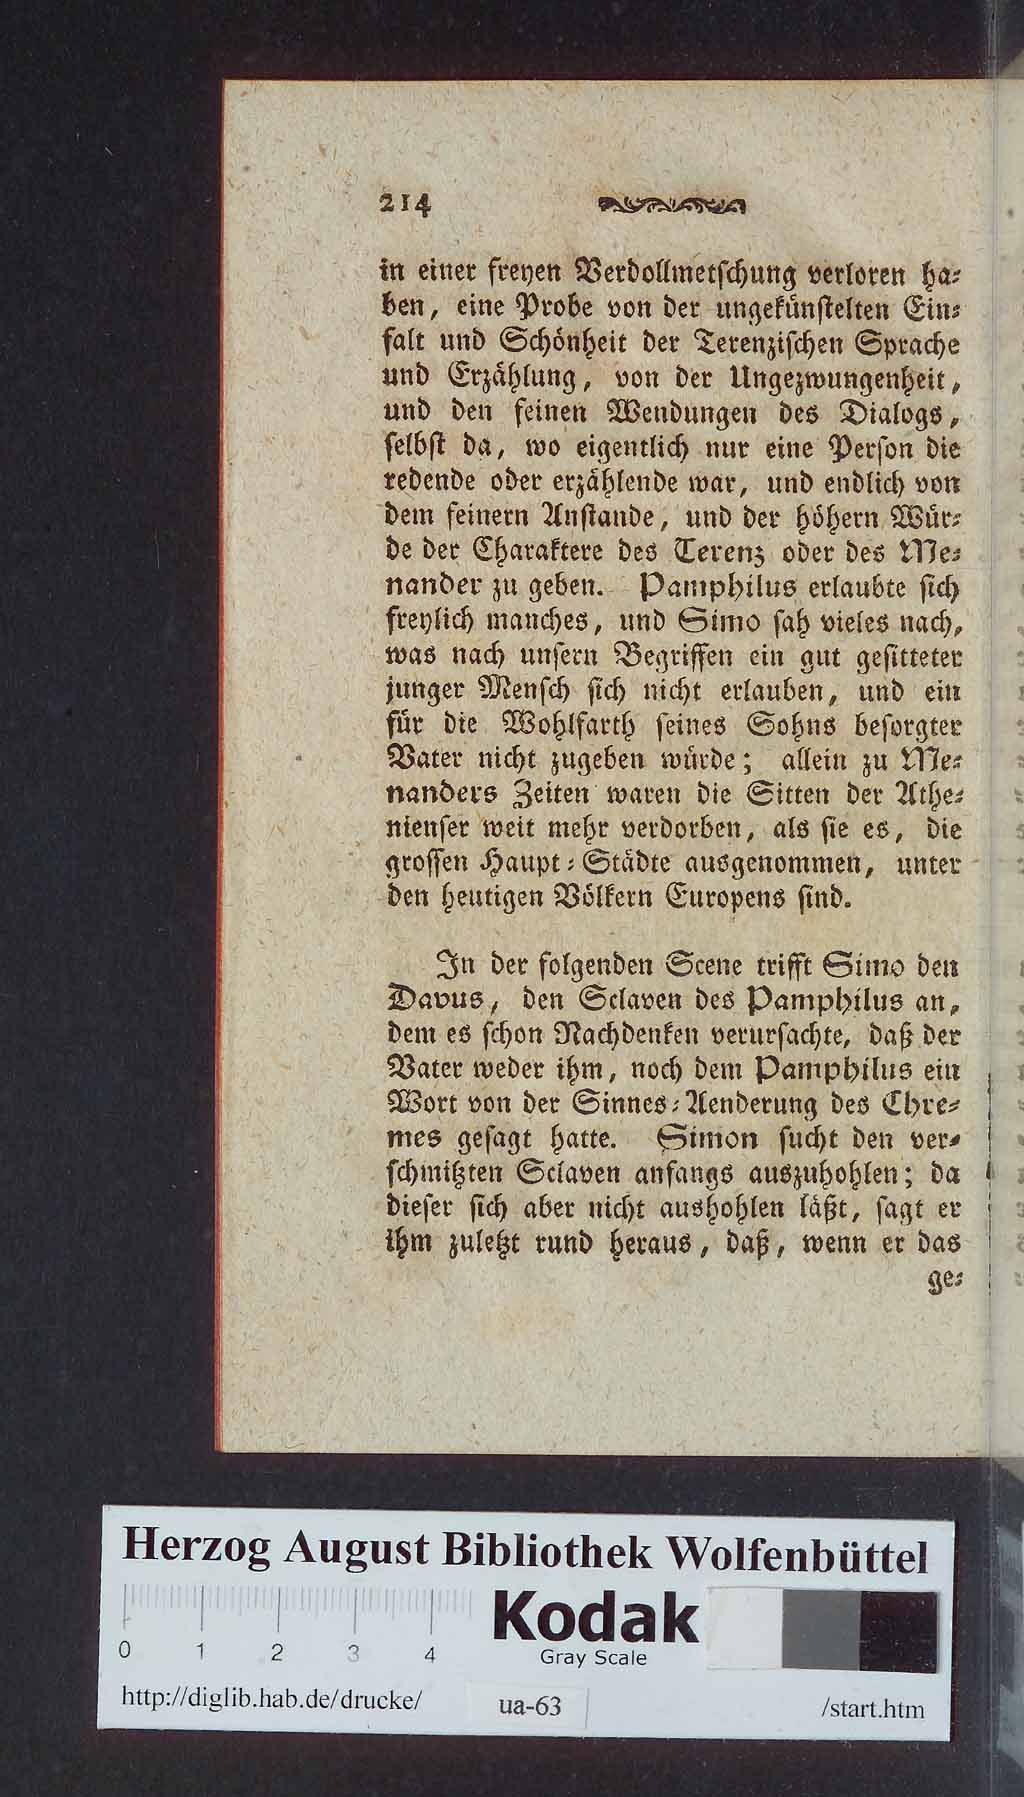 214
in einer freyen Verdollmetschung verloren ha-
ben, eine Probe von der ungekünstelten Ein-
falt und Schönheit der Terenzischen Sprache
und Erzählung, von der Ungezwungenheit,
und den feinen Wendungen des Dialogs,
selbst da, wo eigentlich nur eine Person die
redende oder erzählende war, und endlich von
dem feinern Anstande, und der höhern Wür-
de der Charaktere des Terenz oder des Me-
nander zu geben. Pamphilus erlaubte sich
freylich manches, und Simo sah vieles nach,
was nach unsern Begriffen ein gut gesitteter
junger Mensch sich nicht erlauben, und ein
für die Wohlfarth seines Sohns besorgter
Vater nicht zugeben würde; allein zu Me-
nanders Zeiten waren die Sitten der Athe-
nienser weit mehr verdorben, als sie es, die
grossen Haupt-Städte ausgenommen, unter
den heutigen Völkern Europens sind.
In der folgenden Scene trifft Simo den
Davus, den Sclaven des Pamphilus an,
dem es schon Nachdenken verursachte, daß der
Vater weder ihm, noch dem Pamphilus ein
Wort von der Sinnes-Aenderung des Chre-
mes gesagt hatte. Simon sucht den ver-
schmitzten Sclaven anfangs auszuhohlen; da
dieser sich aber nicht aushohlen läßt, sagt er
ihm zuletzt rund heraus, daß, wenn er das
ge-
Herzog August Bibliothek Wolfenbüttel
0 1 2 3 4
Kodak
Gray Scale
http://diglib.hab.de/drucke/ ua-63 /start.htm